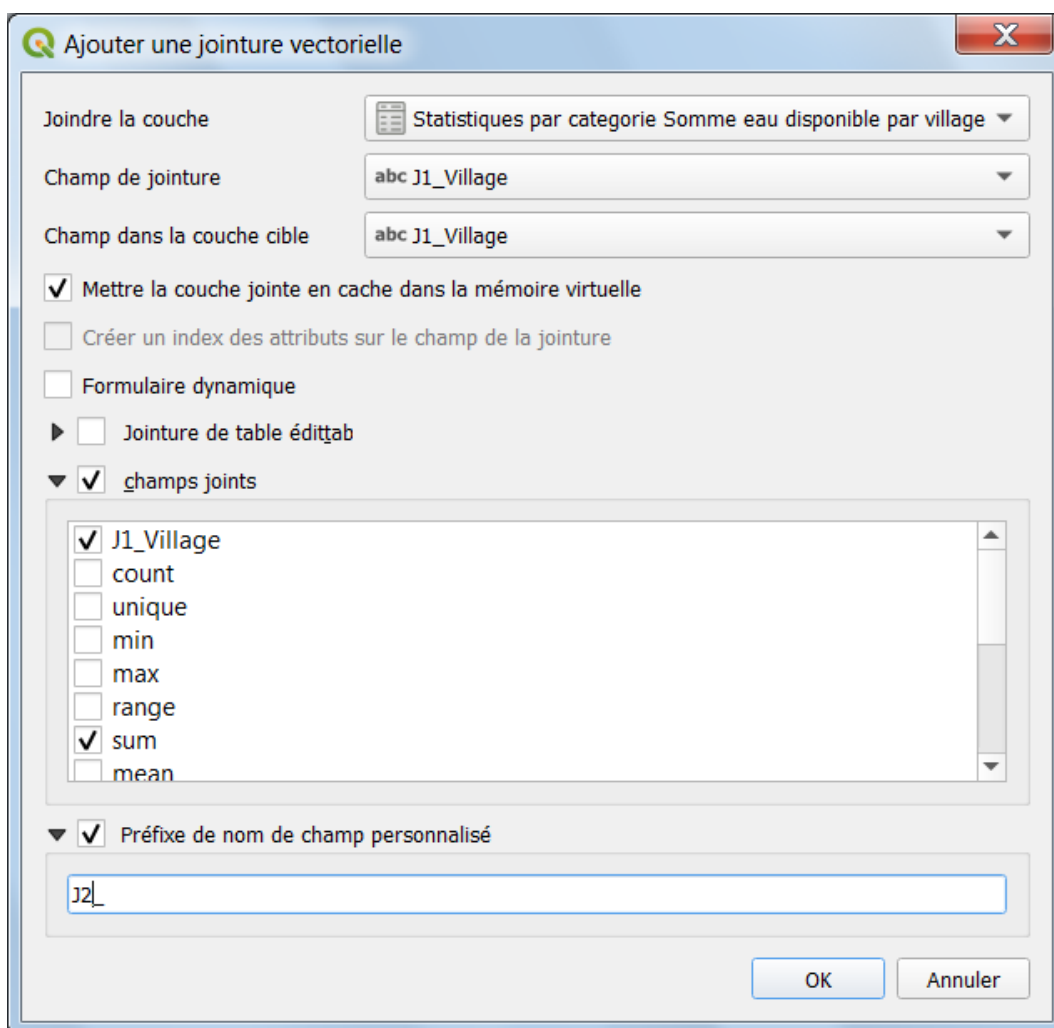 Ajouter une jointure vectorielle
Joindre la couche Statistiques par categorie Somme eau disponible par village
Champ de jointure abc J1_Village
Champ dans la couche cible abc J1_Village
Mettre la couche jointe en cache dans la mémoire virtuelle
Créer un index des attributs sur le champ de la jointure
Formulaire dynamique
Jointure de table édittab
champs joints
J1_Village
count
unique
min
max
range
sum
mean
Préfixe de nom de champ personnalisé
J2_
OK Annuler